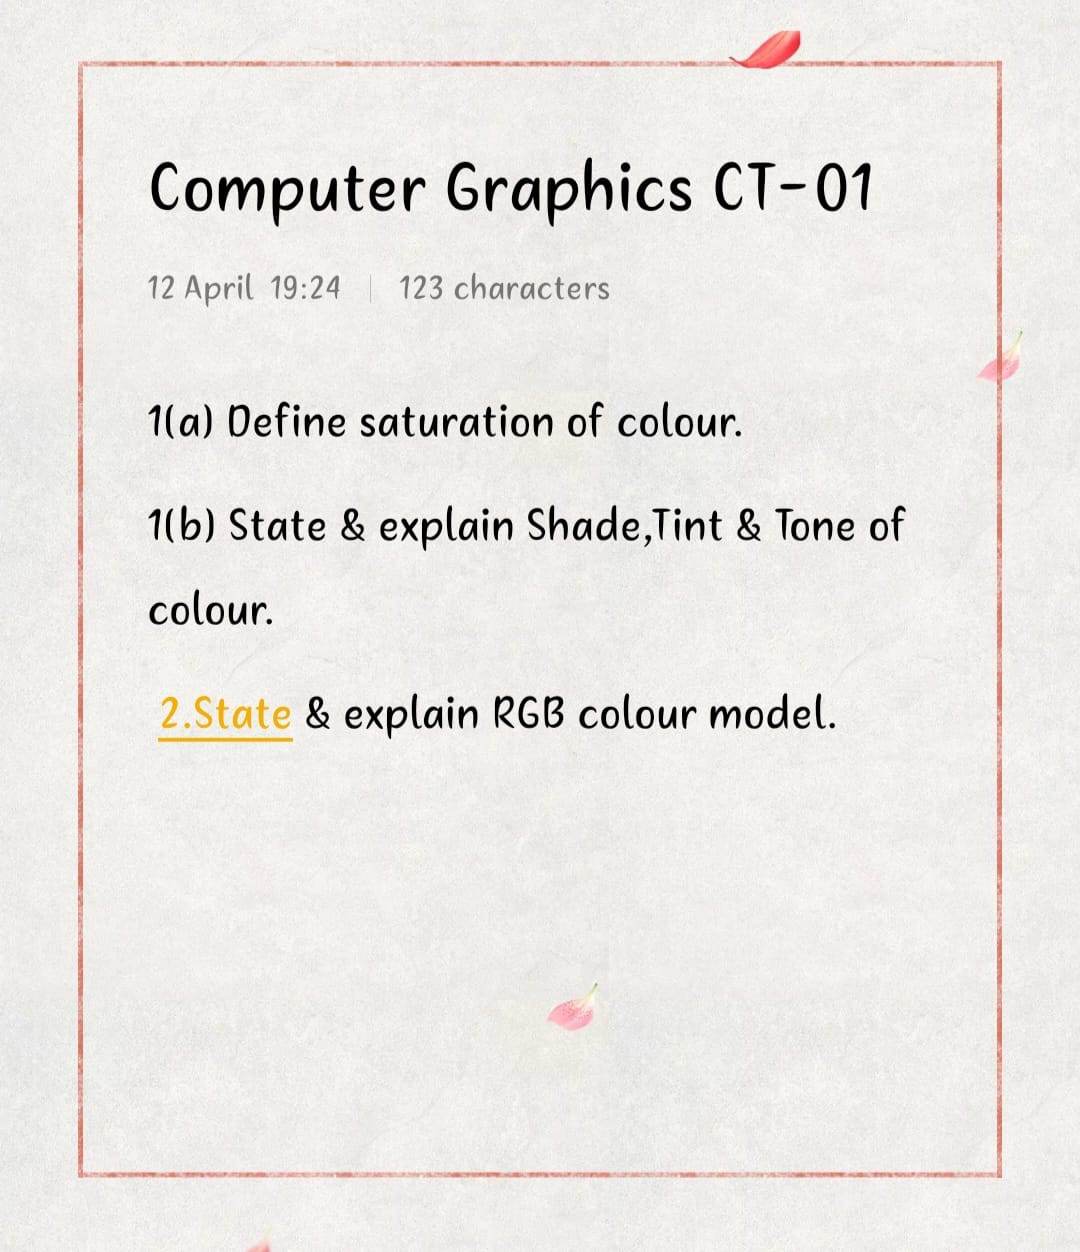 Computer Graphics CT-01
12 April 19:24 | 123 characters
1(a) Define saturation of colour.
1(b) State & explain Shade,Tint & Tone of
colour.
2.State & explain RGB colour model.